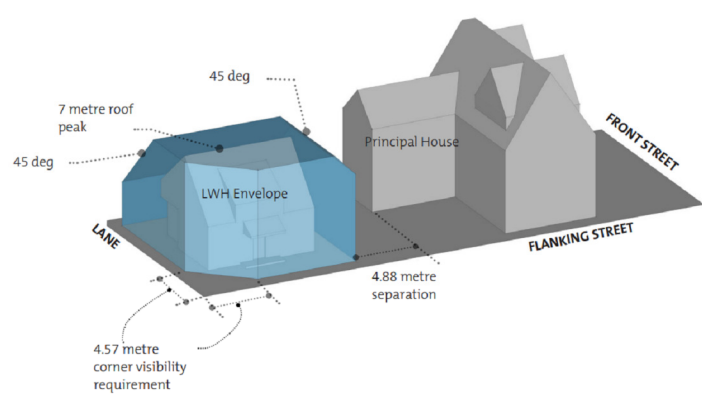 45 deg
7 metre roof
peak
45 deg
Principal House
FRONT STREET
LWH Envelope
LANE
FLANKING STREET
4.88 metre
separation
4.57 metre
corner visibility
requirement